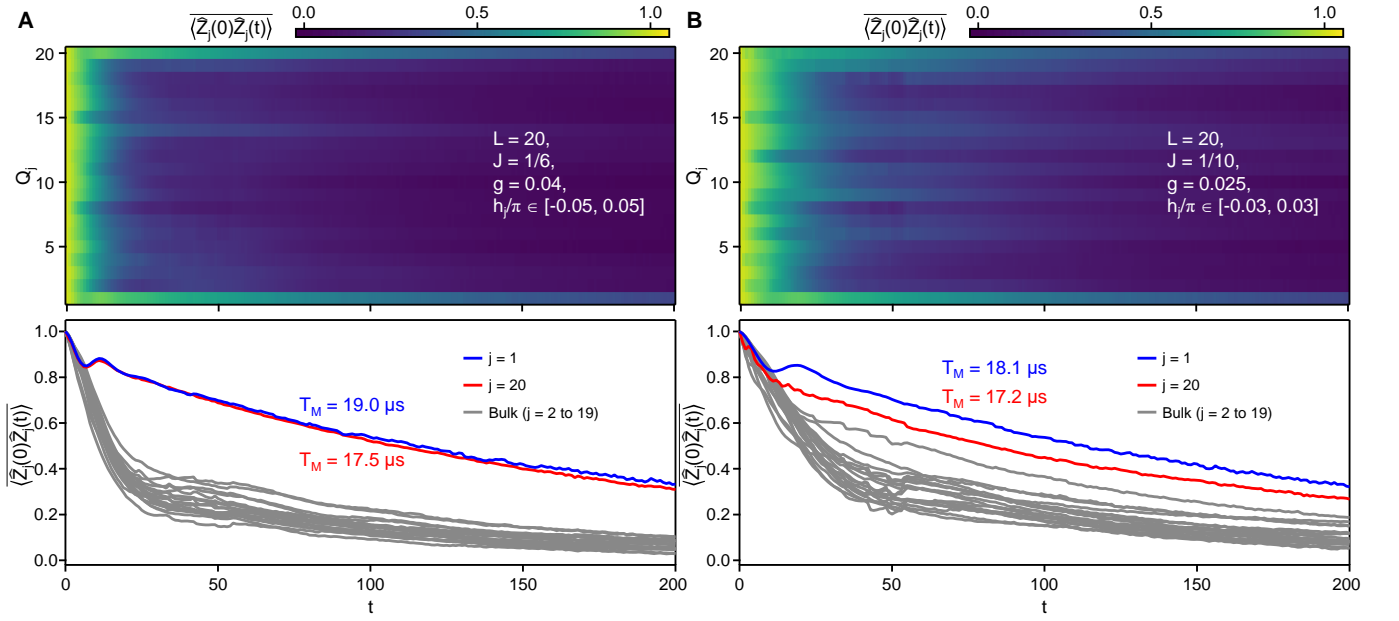 A
⟨Ẑj(0)Ẑj(t)⟩
0.0 0.5 1.0
Qj
20
15
10
5
L = 20,
J = 1/6,
g = 0.04,
hj/π ∈ [-0.05, 0.05]
⟨Ẑj(0)Ẑj(t)⟩
1.0
0.8
0.6
0.4
0.2
0.0
TM = 19.0 μs
TM = 17.5 μs
j = 1
j = 20
Bulk (j = 2 to 19)
0 50 100 150 200
t
B
⟨Ẑj(0)Ẑj(t)⟩
0.0 0.5 1.0
Qj
20
15
10
5
L = 20,
J = 1/10,
g = 0.025,
hj/π ∈ [-0.03, 0.03]
⟨Ẑj(0)Ẑj(t)⟩
1.0
0.8
0.6
0.4
0.2
0.0
TM = 18.1 μs
TM = 17.2 μs
j = 1
j = 20
Bulk (j = 2 to 19)
0 50 100 150 200
t